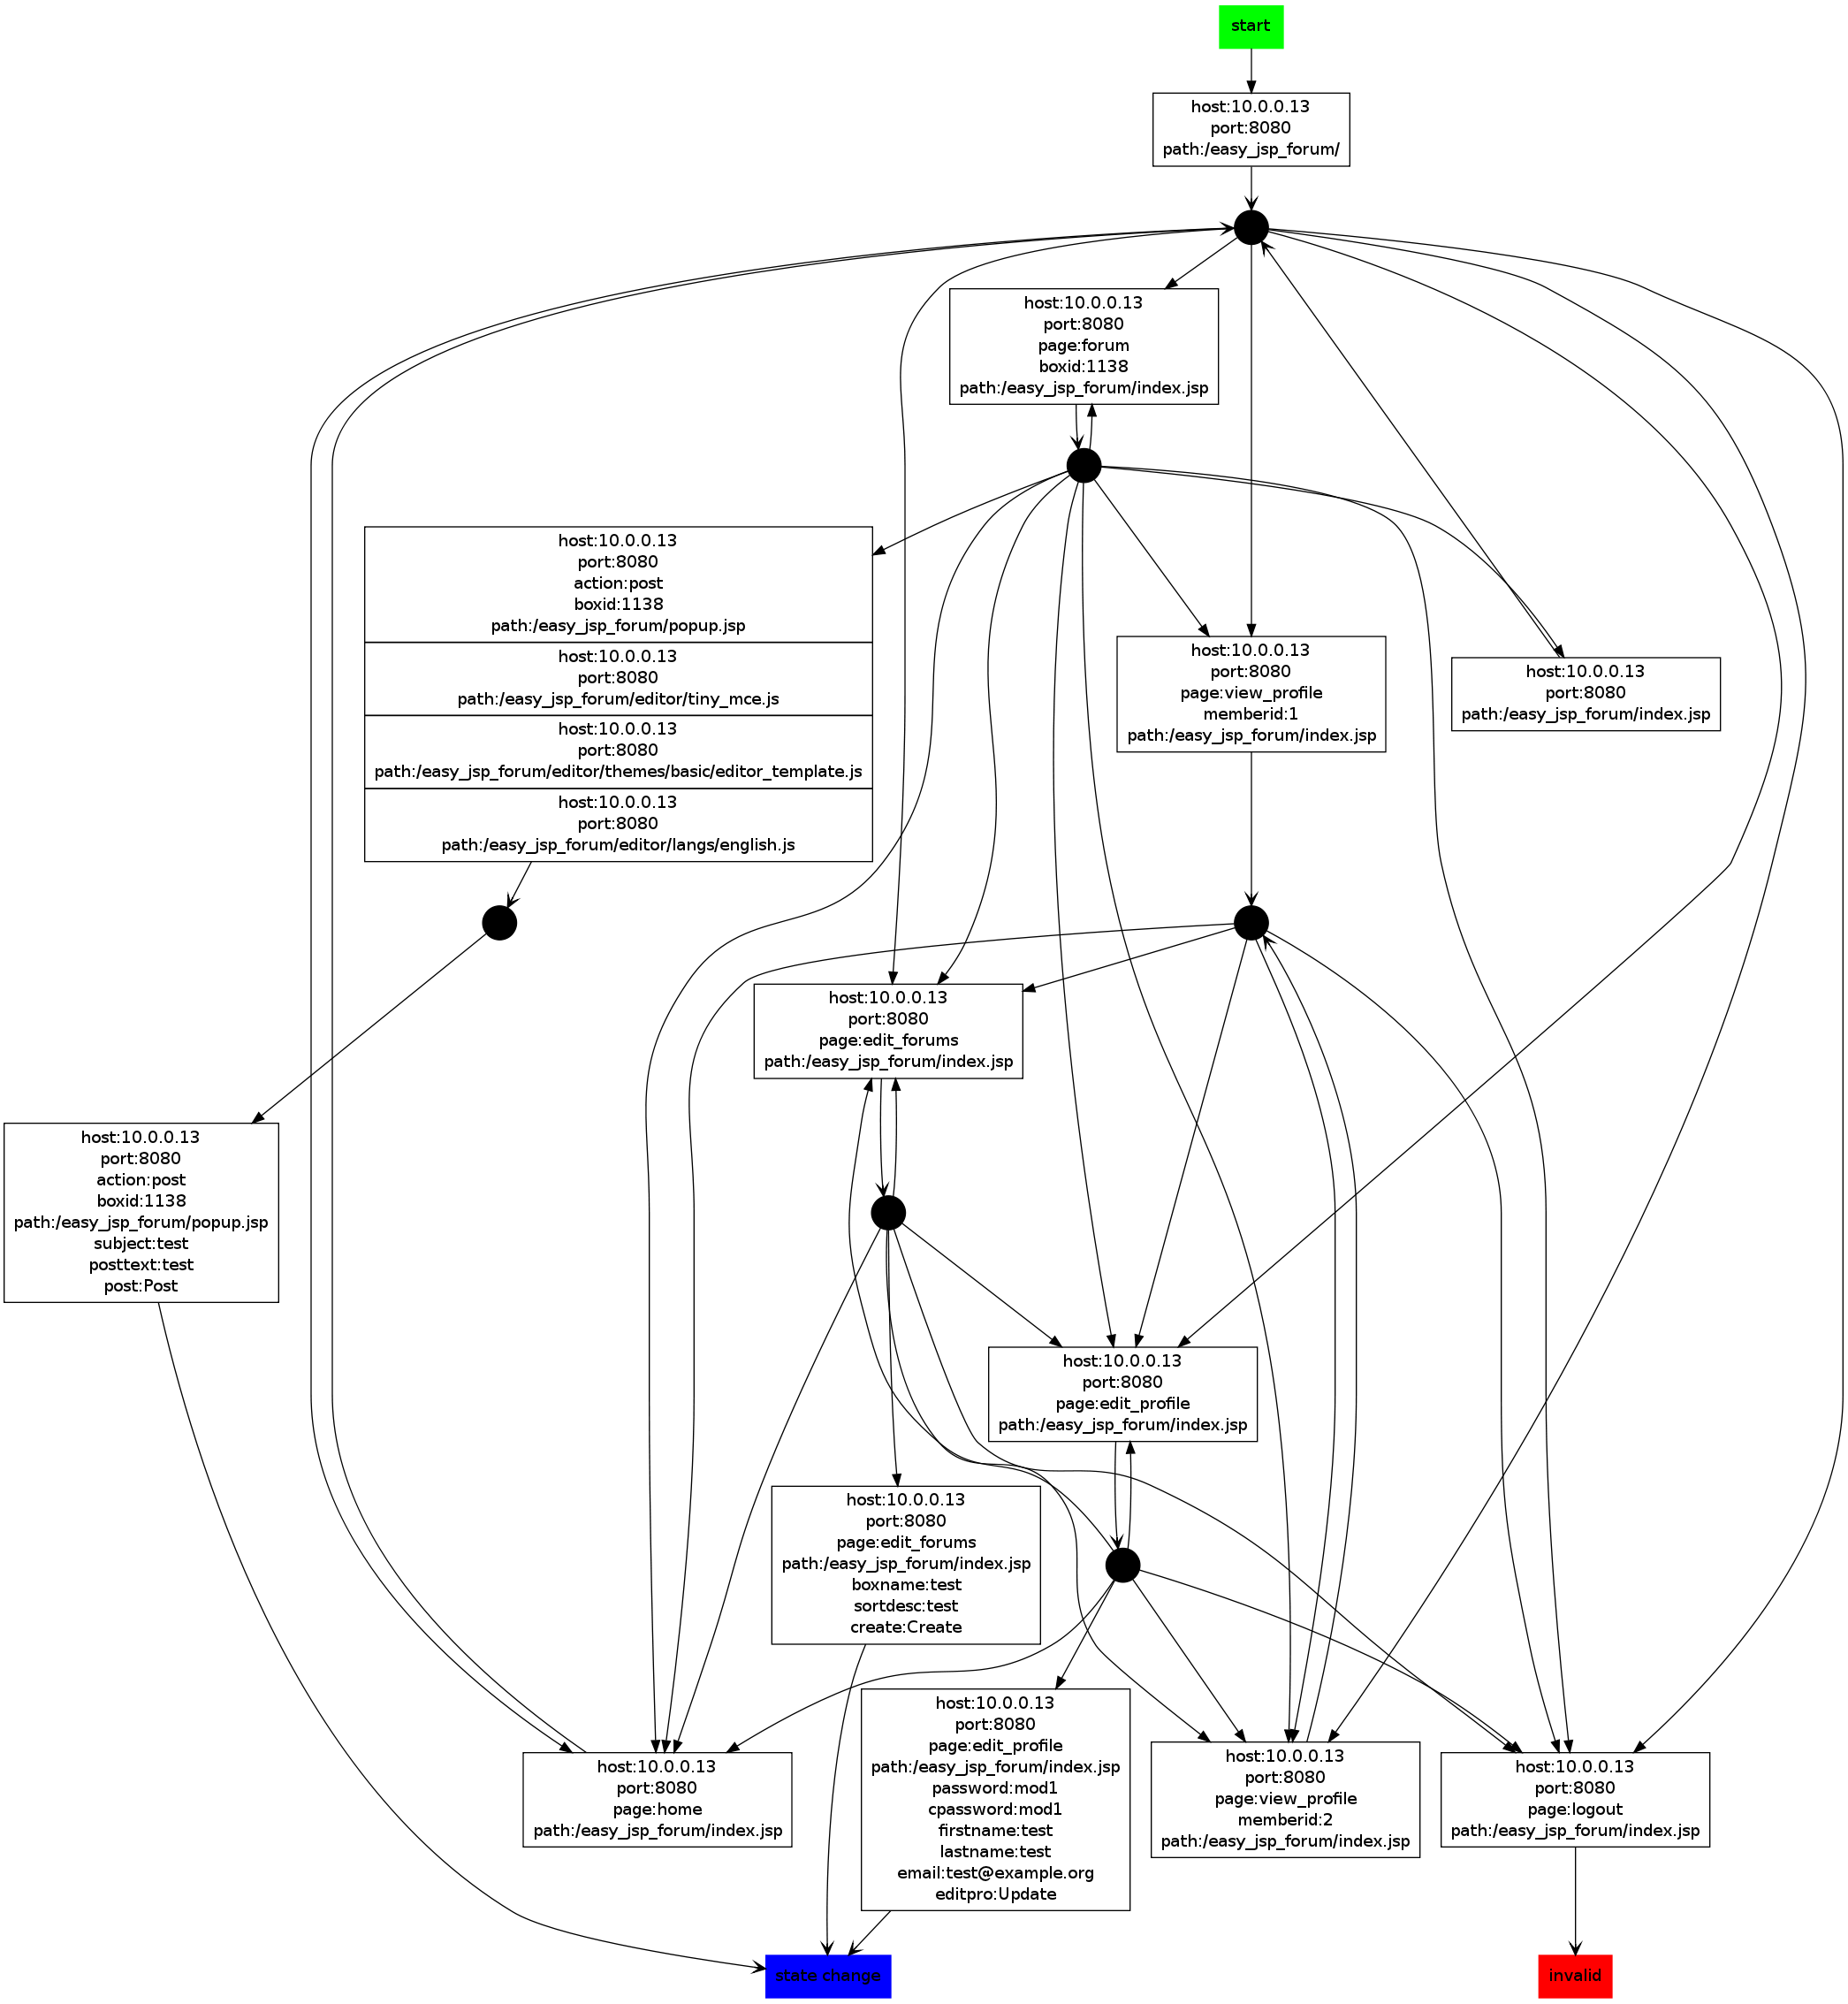 start
host:10.0.0.13
port:8080
path:/easy_jsp_forum/
host:10.0.0.13
port:8080
page:forum
boxid:1138
path:/easy_jsp_forum/index.jsp
host:10.0.0.13
port:8080
action:post
boxid:1138
path:/easy_jsp_forum/popup.jsp
host:10.0.0.13
port:8080
path:/easy_jsp_forum/editor/tiny_mce.js
host:10.0.0.13
port:8080
path:/easy_jsp_forum/editor/themes/basic/editor_template.js
host:10.0.0.13
port:8080
path:/easy_jsp_forum/editor/langs/english.js
host:10.0.0.13
port:8080
page:view_profile
memberid:1
path:/easy_jsp_forum/index.jsp
host:10.0.0.13
port:8080
path:/easy_jsp_forum/index.jsp
host:10.0.0.13
port:8080
page:edit_forums
path:/easy_jsp_forum/index.jsp
host:10.0.0.13
port:8080
action:post
boxid:1138
path:/easy_jsp_forum/popup.jsp
subject:test
posttext:test
post:Post
host:10.0.0.13
port:8080
page:edit_profile
path:/easy_jsp_forum/index.jsp
host:10.0.0.13
port:8080
page:edit_forums
path:/easy_jsp_forum/index.jsp
boxname:test
sortdesc:test
create:Create
host:10.0.0.13
port:8080
page:home
path:/easy_jsp_forum/index.jsp
host:10.0.0.13
port:8080
page:edit_profile
path:/easy_jsp_forum/index.jsp
password:mod1
cpassword:mod1
firstname:test
lastname:test
email:test@example.org
editpro:Update
host:10.0.0.13
port:8080
page:view_profile
memberid:2
path:/easy_jsp_forum/index.jsp
host:10.0.0.13
port:8080
page:logout
path:/easy_jsp_forum/index.jsp
state change
invalid